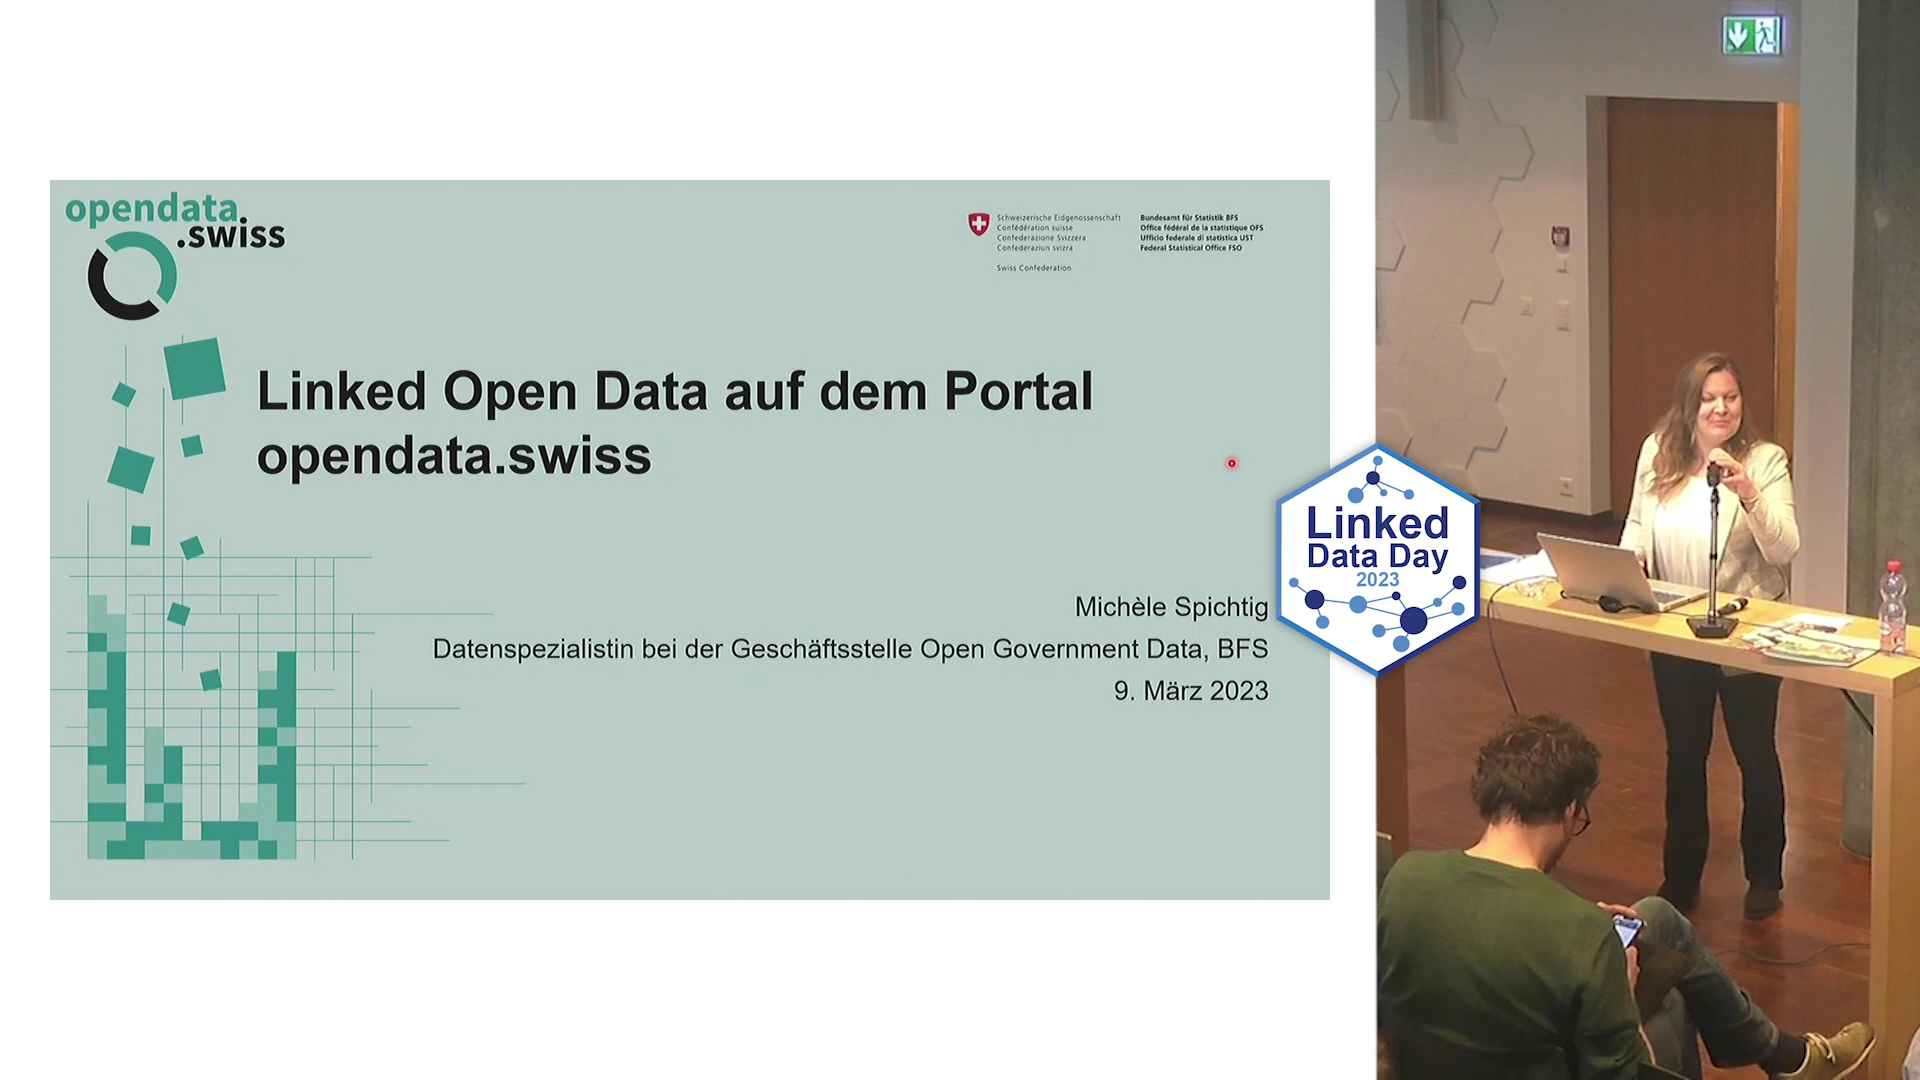 opendata
.swiss
Schweizerische Eidgenossenschaft
Confédération suisse
Confederazione Svizzera
Confederaziun svizra
Swiss Confederation
Bundesamt für Statistik BFS
Office fédéral de la statistique OFS
Ufficio federale di statistica UST
Federal Statistical Office FSO
Linked Open Data auf dem Portal
opendata.swiss
Michèle Spichtig
Datenspezialistin bei der Geschäftsstelle Open Government Data, BFS
9. März 2023
Linked
Data Day
2023